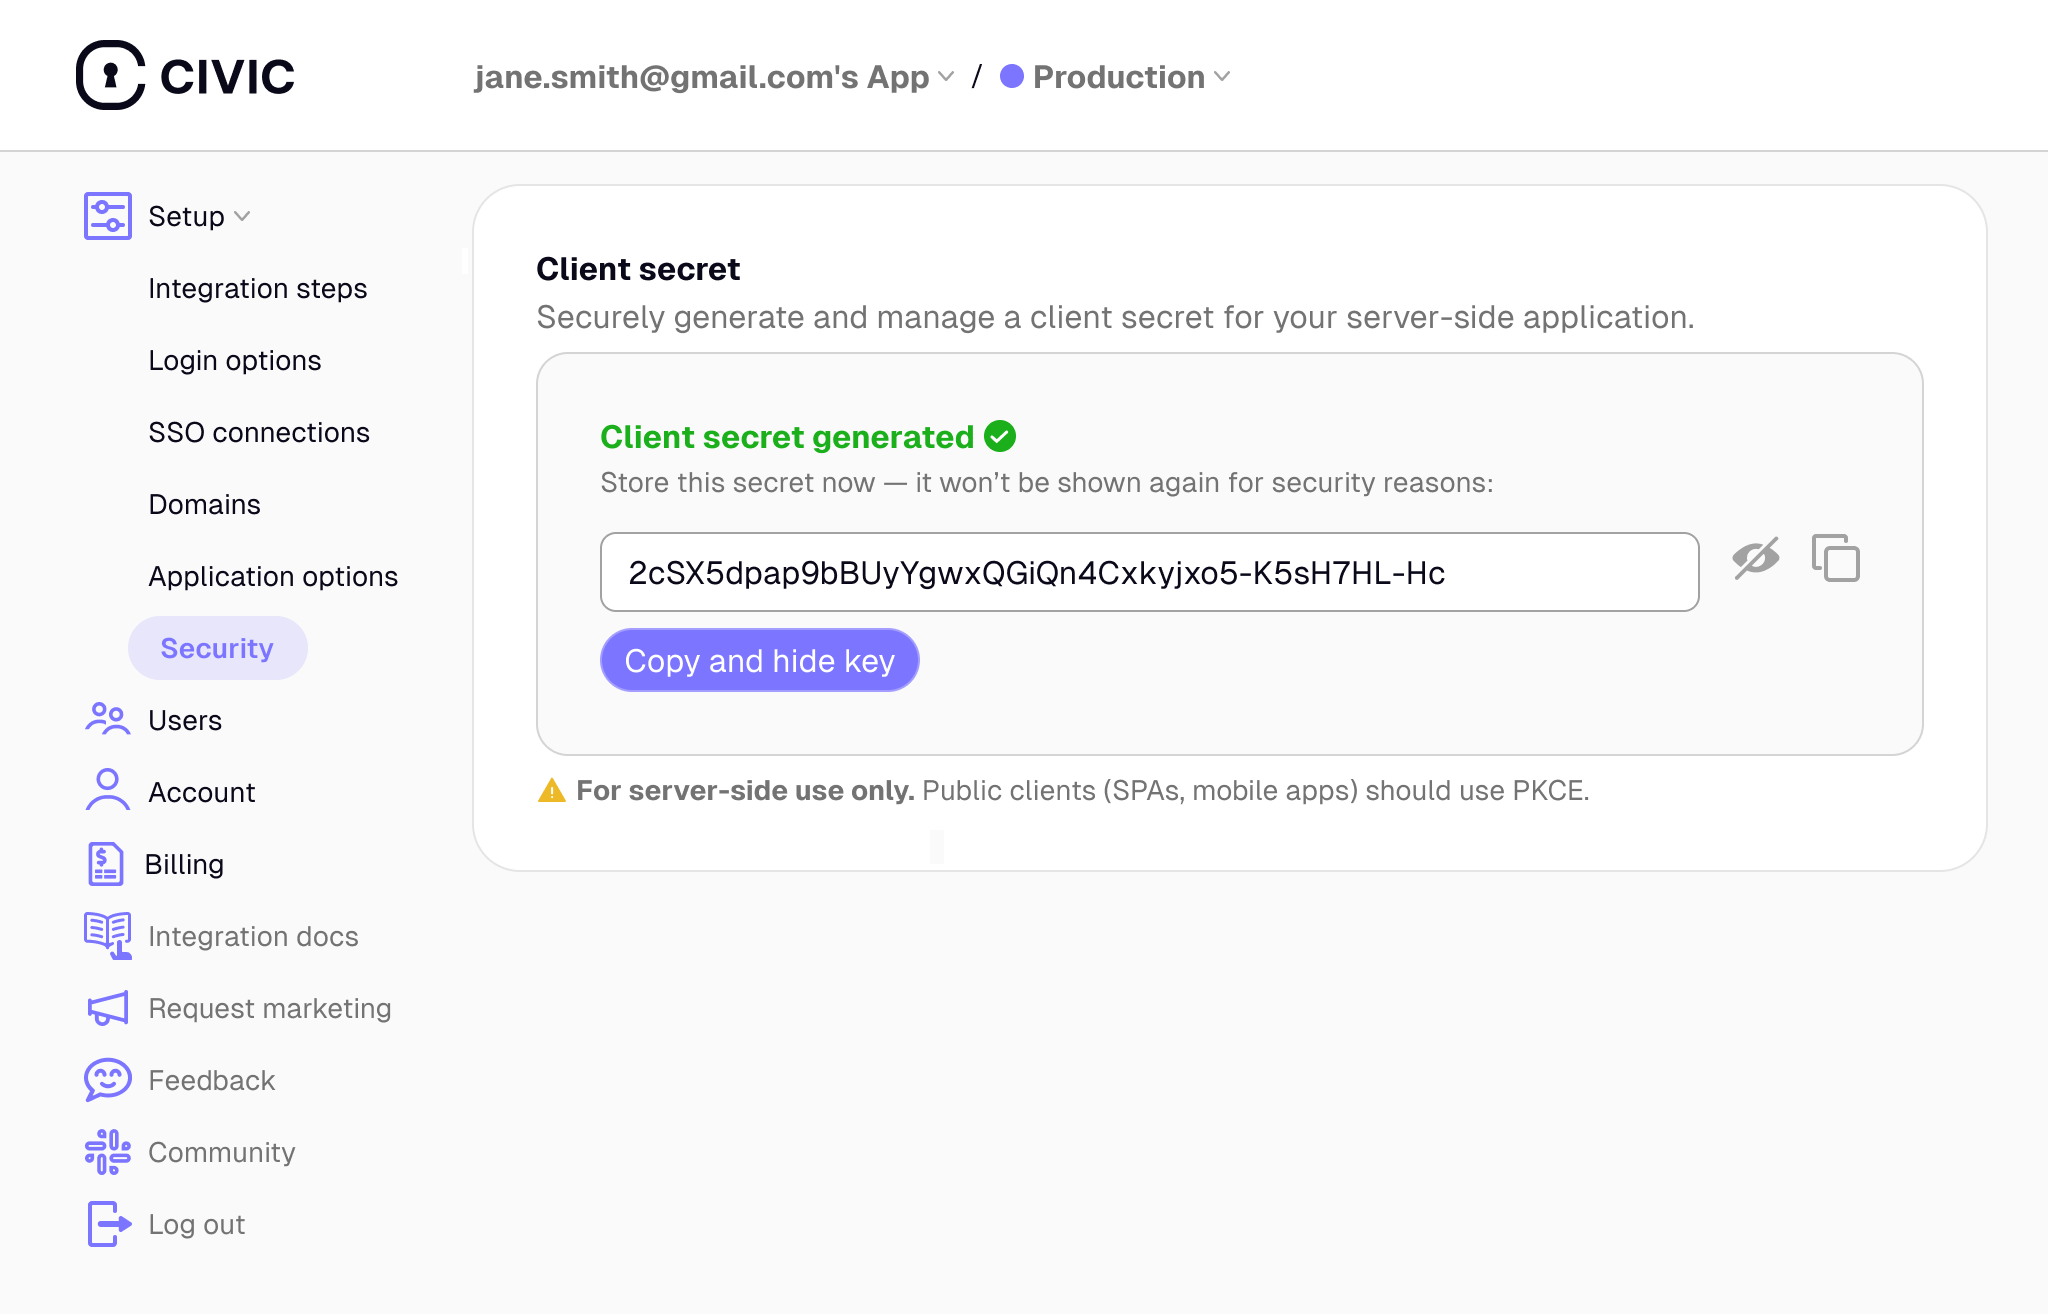 CIVIC
jane.smith@gmail.com's App / Production
Setup
Integration steps
Login options
SSO connections
Domains
Application options
Security
Users
Account
Billing
Integration docs
Request marketing
Feedback
Community
Log out
Client secret
Securely generate and manage a client secret for your server-side application.
Client secret generated
Store this secret now — it won’t be shown again for security reasons:
2cSX5dpap9bBUyYgwxQGiQn4Cxkyjxo5-K5sH7HL-Hc
Copy and hide key
For server-side use only. Public clients (SPAs, mobile apps) should use PKCE.